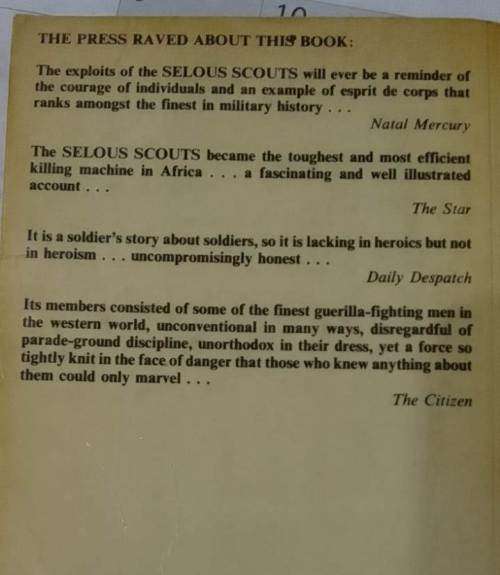 10
THE PRESS RAVED ABOUT THIS BOOK:
The exploits of the SELOUS SCOUTS will ever be a reminder of
the courage of individuals and an example of esprit de corps that
ranks amongst the finest in military history . . .
Natal Mercury
The SELOUS SCOUTS became the toughest and most efficient
killing machine in Africa . . . a fascinating and well illustrated
account . . .
The Star
It is a soldier's story about soldiers, so it is lacking in heroics but not
in heroism . . . uncompromisingly honest . . .
Daily Despatch
Its members consisted of some of the finest guerilla-fighting men in
the western world, unconventional in many ways, disregardful of
parade-ground discipline, unorthodox in their dress, yet a force so
tightly knit in the face of danger that those who knew anything about
them could only marvel . . .
The Citizen